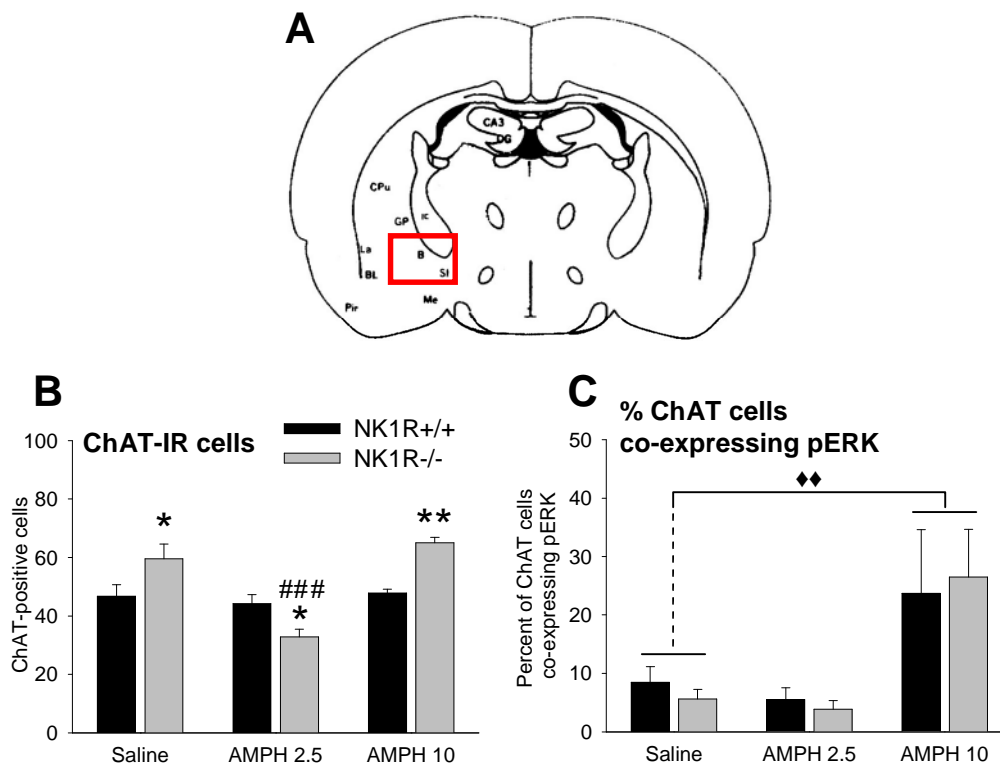 A
CA3
DG
CPu
GP
IC
La
B
BL
SI
Pir
Me
B
ChAT-IR cells
NK1R+/+
NK1R-/-
ChAT-positive cells
100
80
60
40
20
0
*
###
*
**
Saline
AMPH 2.5
AMPH 10
C
% ChAT cells
co-expressing pERK
Percent of ChAT cells
co-expressing pERK
50
40
30
20
10
0
♦♦
Saline
AMPH 2.5
AMPH 10